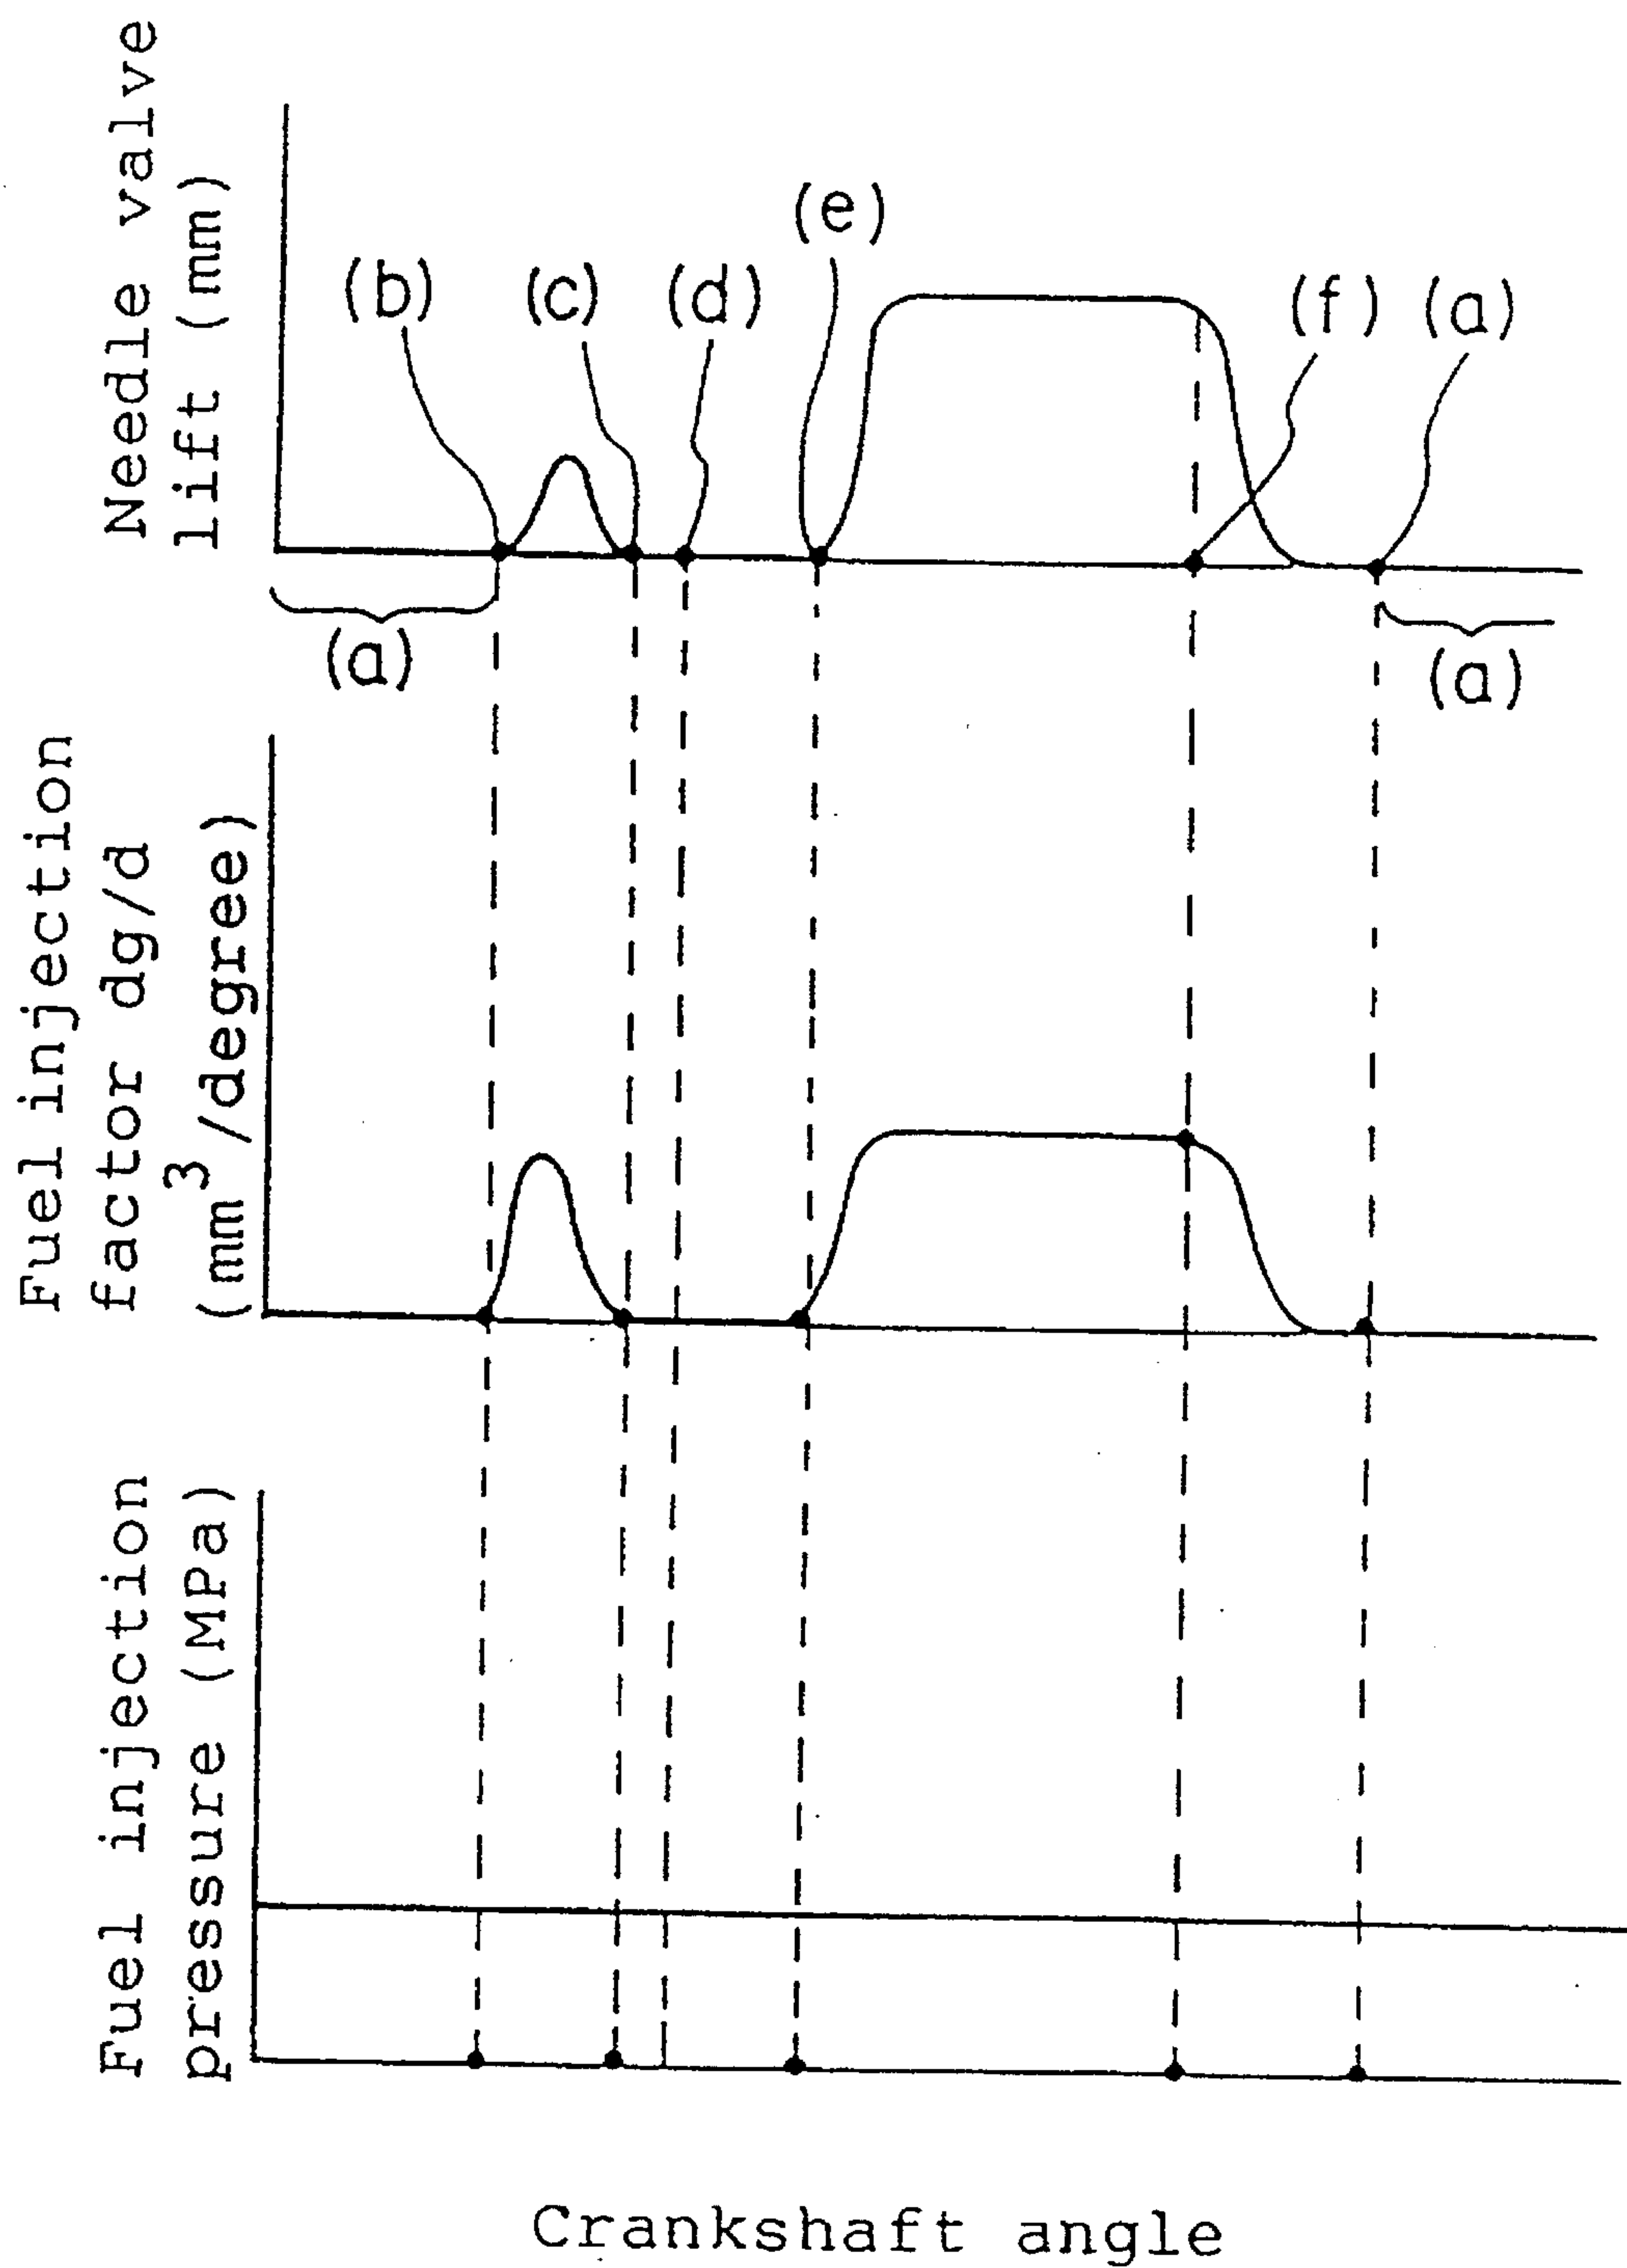 Needle valve
lift (mm)
(b)
(c)
(d)
(e)
(f)
(a)
(a)
(a)
Fuel injection
factor dg/d
(mm³/degree)
Fuel injection
pressure (MPa)
Crankshaft angle